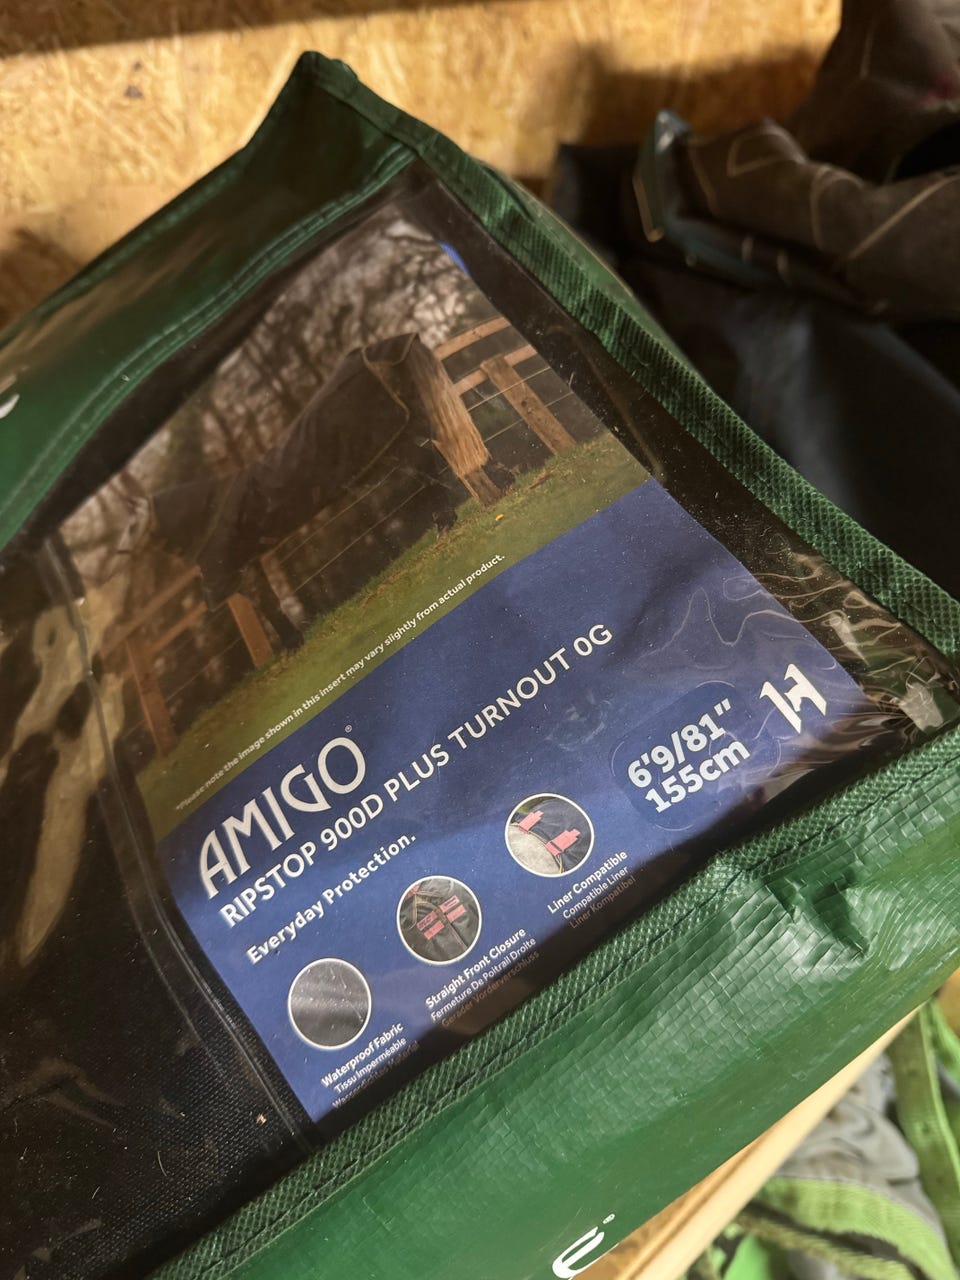 *Please note the image shown in this insert may vary slightly from actual product.
AMIGO®
RIPSTOP 900D PLUS TURNOUT 0G
Everyday Protection.
6'9/81"
155cm
Waterproof Fabric
Tissu Imperméable
Wasserdichtes Material
Straight Front Closure
Fermeture De Poitrail Droite
Gerader Vorderverschluss
Liner Compatible
Compatible Liner
Liner Kompatibel
e®